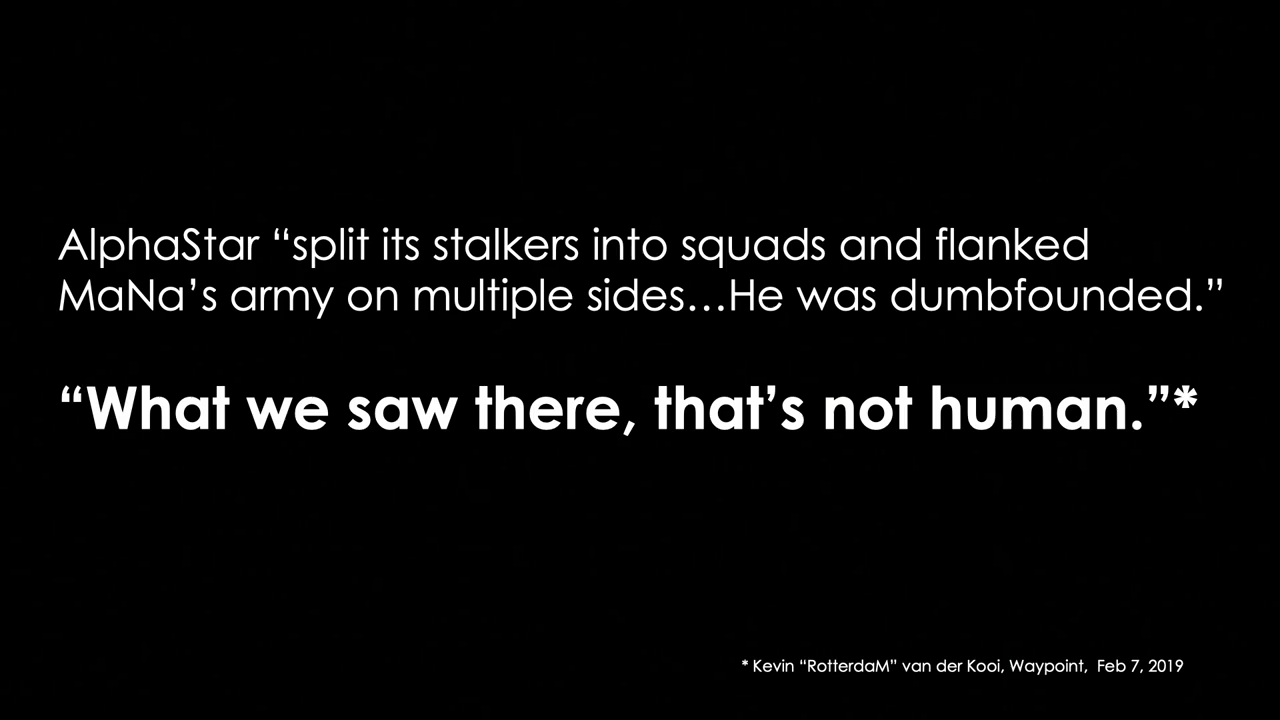 AlphaStar “split its stalkers into squads and flanked
MaNa’s army on multiple sides…He was dumbfounded.”
“What we saw there, that’s not human.”*
* Kevin “RotterdaM” van der Kooi, Waypoint,  Feb 7, 2019